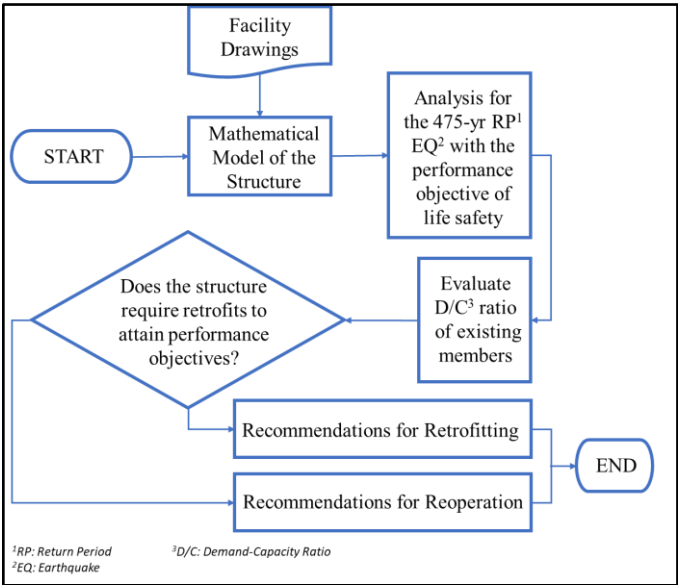 Facility
Drawings
START
Mathematical
Model of the
Structure
Analysis for
the 475-yr RP¹
EQ² with the
performance
objective of
life safety
Evaluate
D/C³ ratio
of existing
members
Does the structure
require retrofits to
attain performance
objectives?
Recommendations for Retrofitting
Recommendations for Reoperation
END
¹RP: Return Period
³D/C: Demand-Capacity Ratio
²EQ: Earthquake